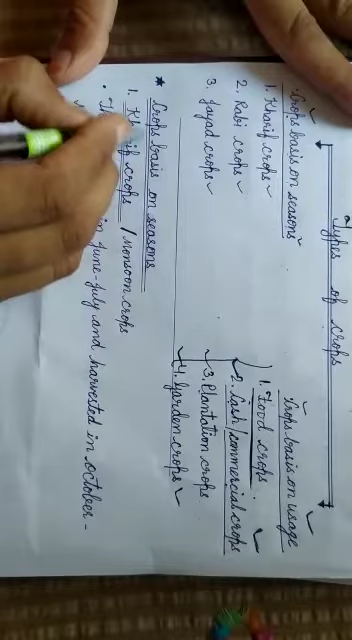 Types of crops
Crops basis on seasons
1. Kharif crops
2. Rabi crops
3. Jayad crops
Crops basis on usage
1. Food crops
2. Cash/commercial crops
3. Plantation crops
4. Garden crops
* Crops basis on seasons
1. Kharif crops / Monsoon crops
in June-July and harvested in october-